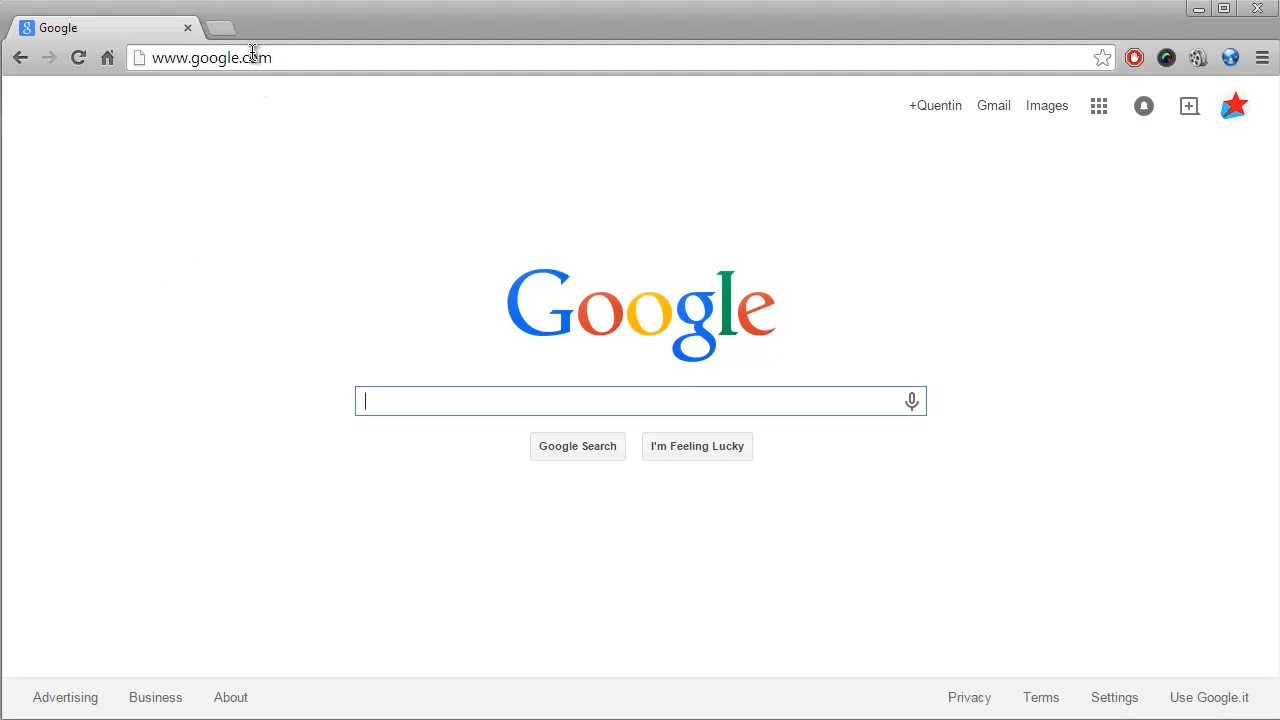 Google
www.google.com
+Quentin Gmail Images
Google
Google Search I'm Feeling Lucky
Advertising Business About Privacy Terms Settings Use Google.it